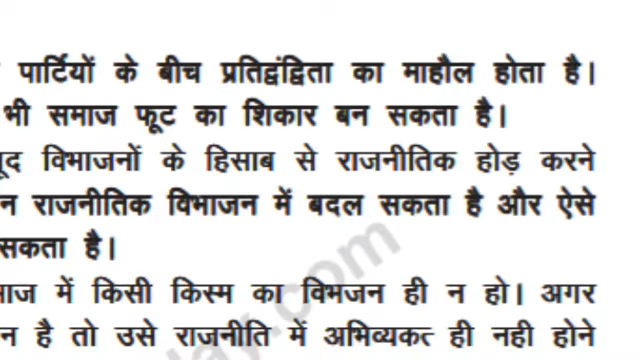 पार्टियों के बीच प्रतिद्वंद्विता का माहौल होता है।
भी समाज फूट का शिकार बन सकता है।
विभाजनों के हिसाब से राजनीतिक होड़ करने
न राजनीतिक विभाजन में बदल सकता है और ऐसे
सकता है।
में किसी किस्म का विभजन ही न हो। अगर
न है तो उसे राजनीति में अभिव्यकत ही नही होने